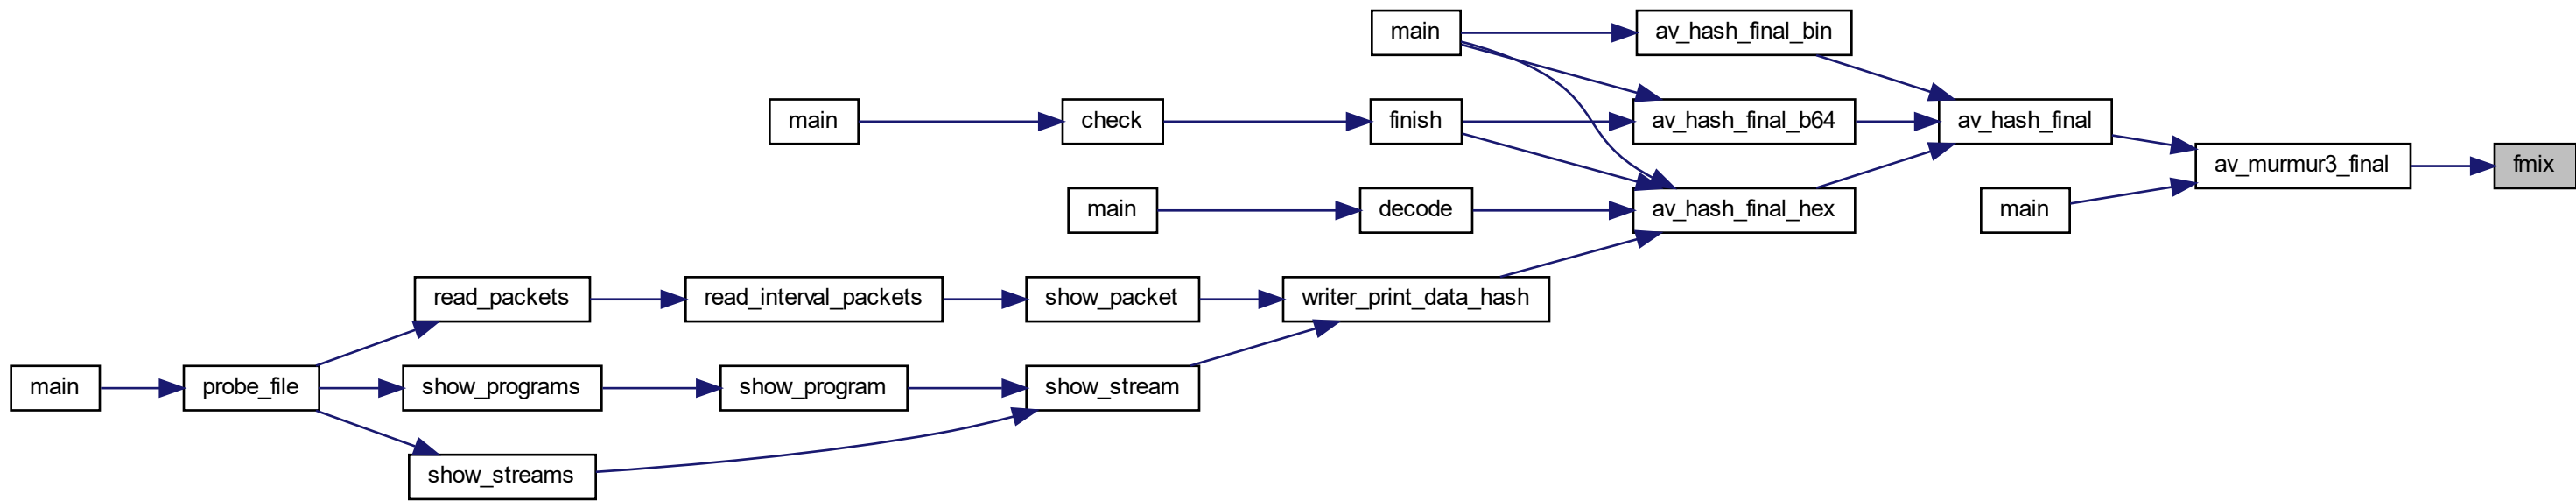 main
av_hash_final_bin
main
check
finish
av_hash_final_b64
av_hash_final
av_murmur3_final
fmix
main
decode
av_hash_final_hex
main
read_packets
read_interval_packets
show_packet
writer_print_data_hash
main
probe_file
show_programs
show_program
show_stream
show_streams